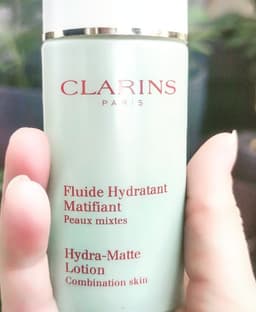 CLARINS
PARIS
Fluide Hydratant
Matifiant
Peaux mixtes
Hydra-Matte
Lotion
Combination skin